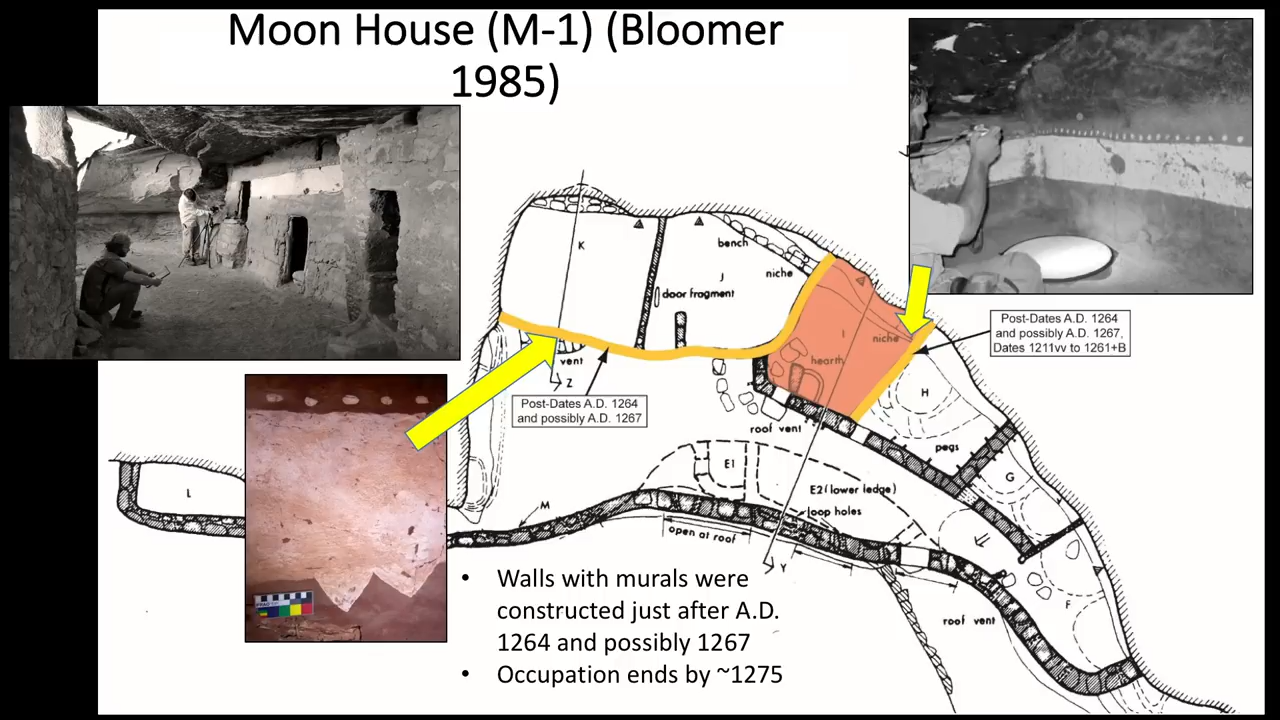 Moon House (M-1) (Bloomer
1985)
K
bench
J
niche
door fragment
I
niche
hearth
Post-Dates A.D. 1264
and possibly A.D. 1267,
Dates 1211vv to 1261+B
vent
Z
Post-Dates A.D. 1264
and possibly A.D. 1267
H
roof vent
pegs
E1
G
L
E2 (lower ledge)
M
loop holes
open at roof
Y
F
roof vent
• Walls with murals were
constructed just after A.D.
1264 and possibly 1267
• Occupation ends by ~1275